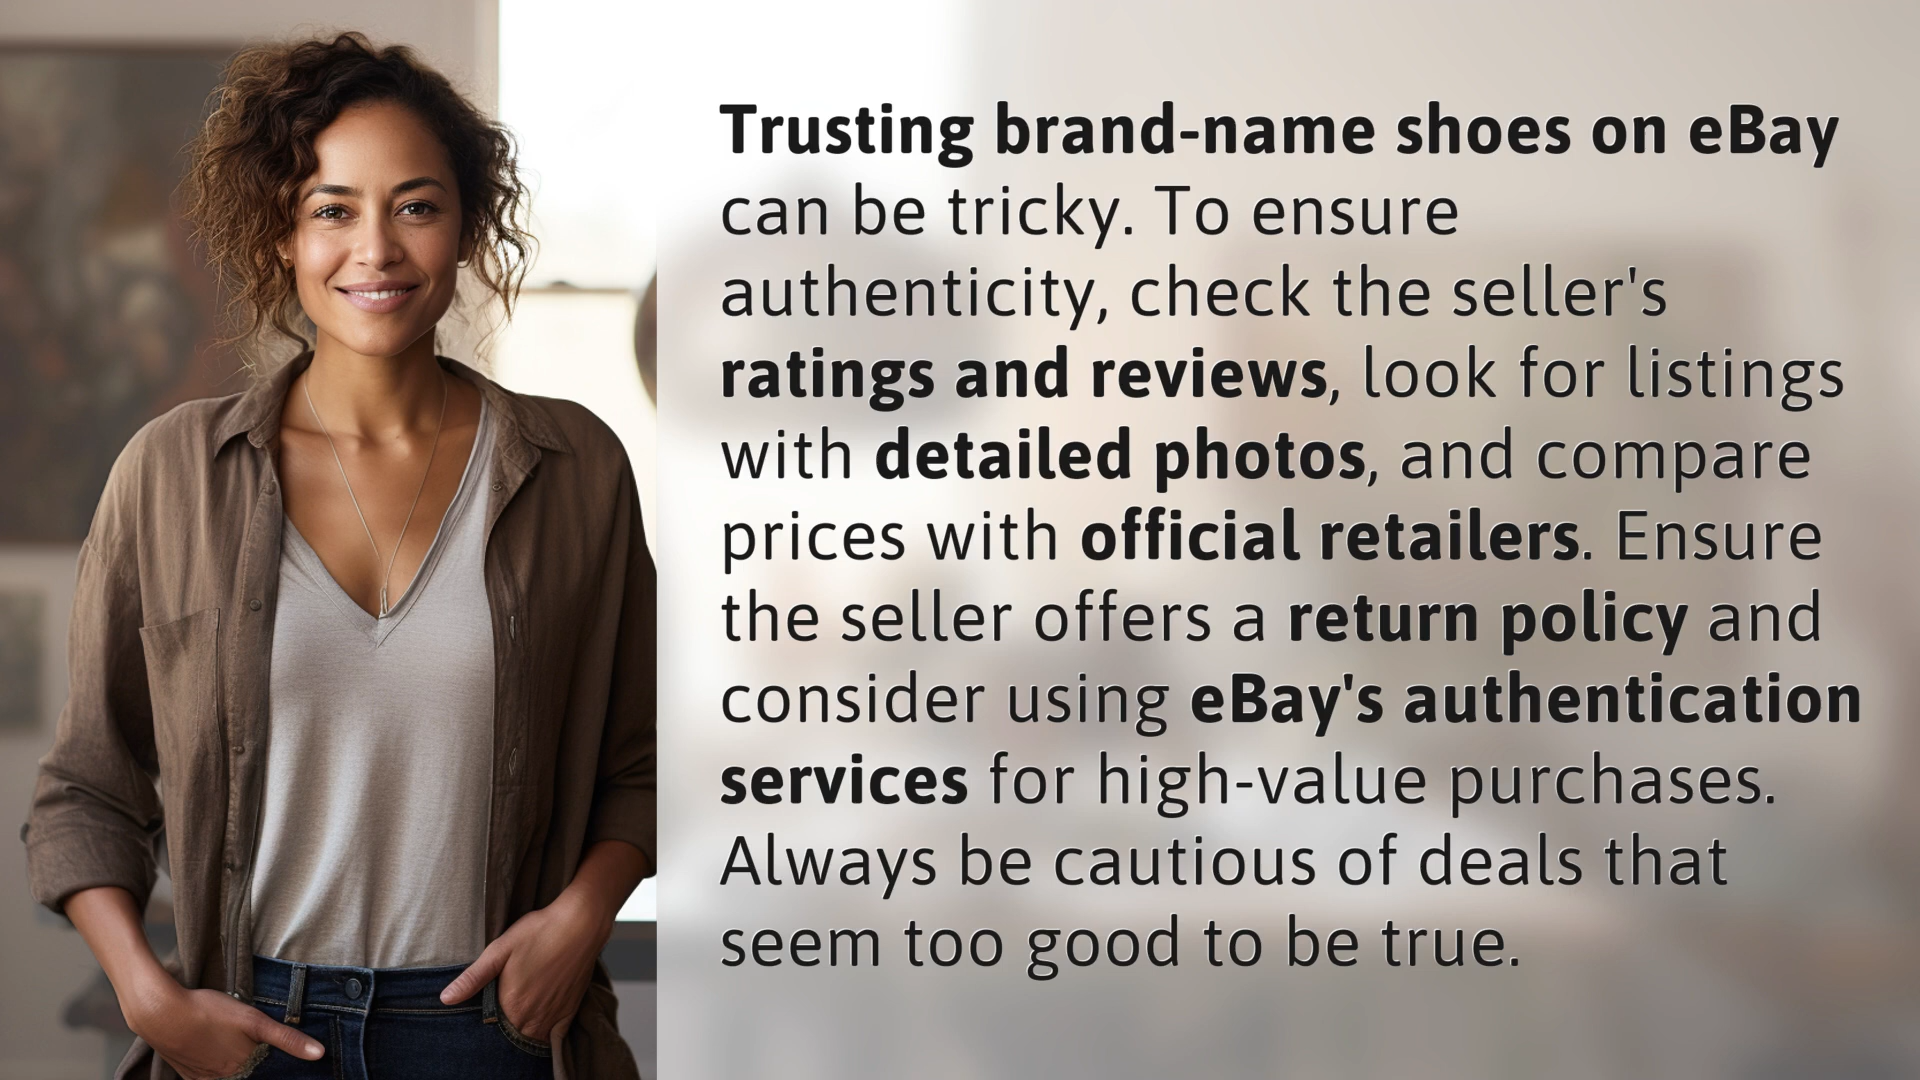 Trusting brand-name shoes on eBay
can be tricky. To ensure
authenticity, check the seller's
ratings and reviews, look for listings
with detailed photos, and compare
prices with official retailers. Ensure
the seller offers a return policy and
consider using eBay's authentication
services for high-value purchases.
Always be cautious of deals that
seem too good to be true.